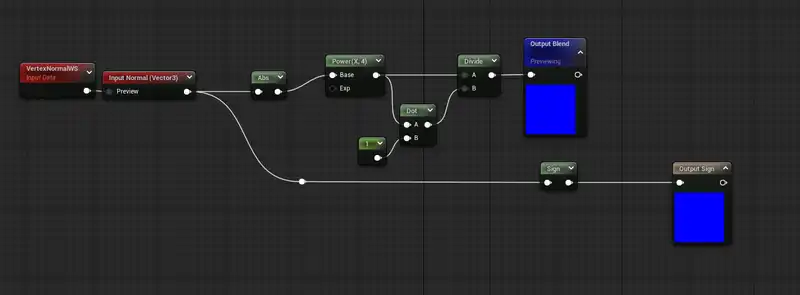 VertexNormalWS
Input Data
Input Normal (Vector3)
Preview
Abs
Power(X, 4)
Base
Exp
Dot
A
B
1
Divide
A
B
Output Blend
Previewing
Sign
Output Sign